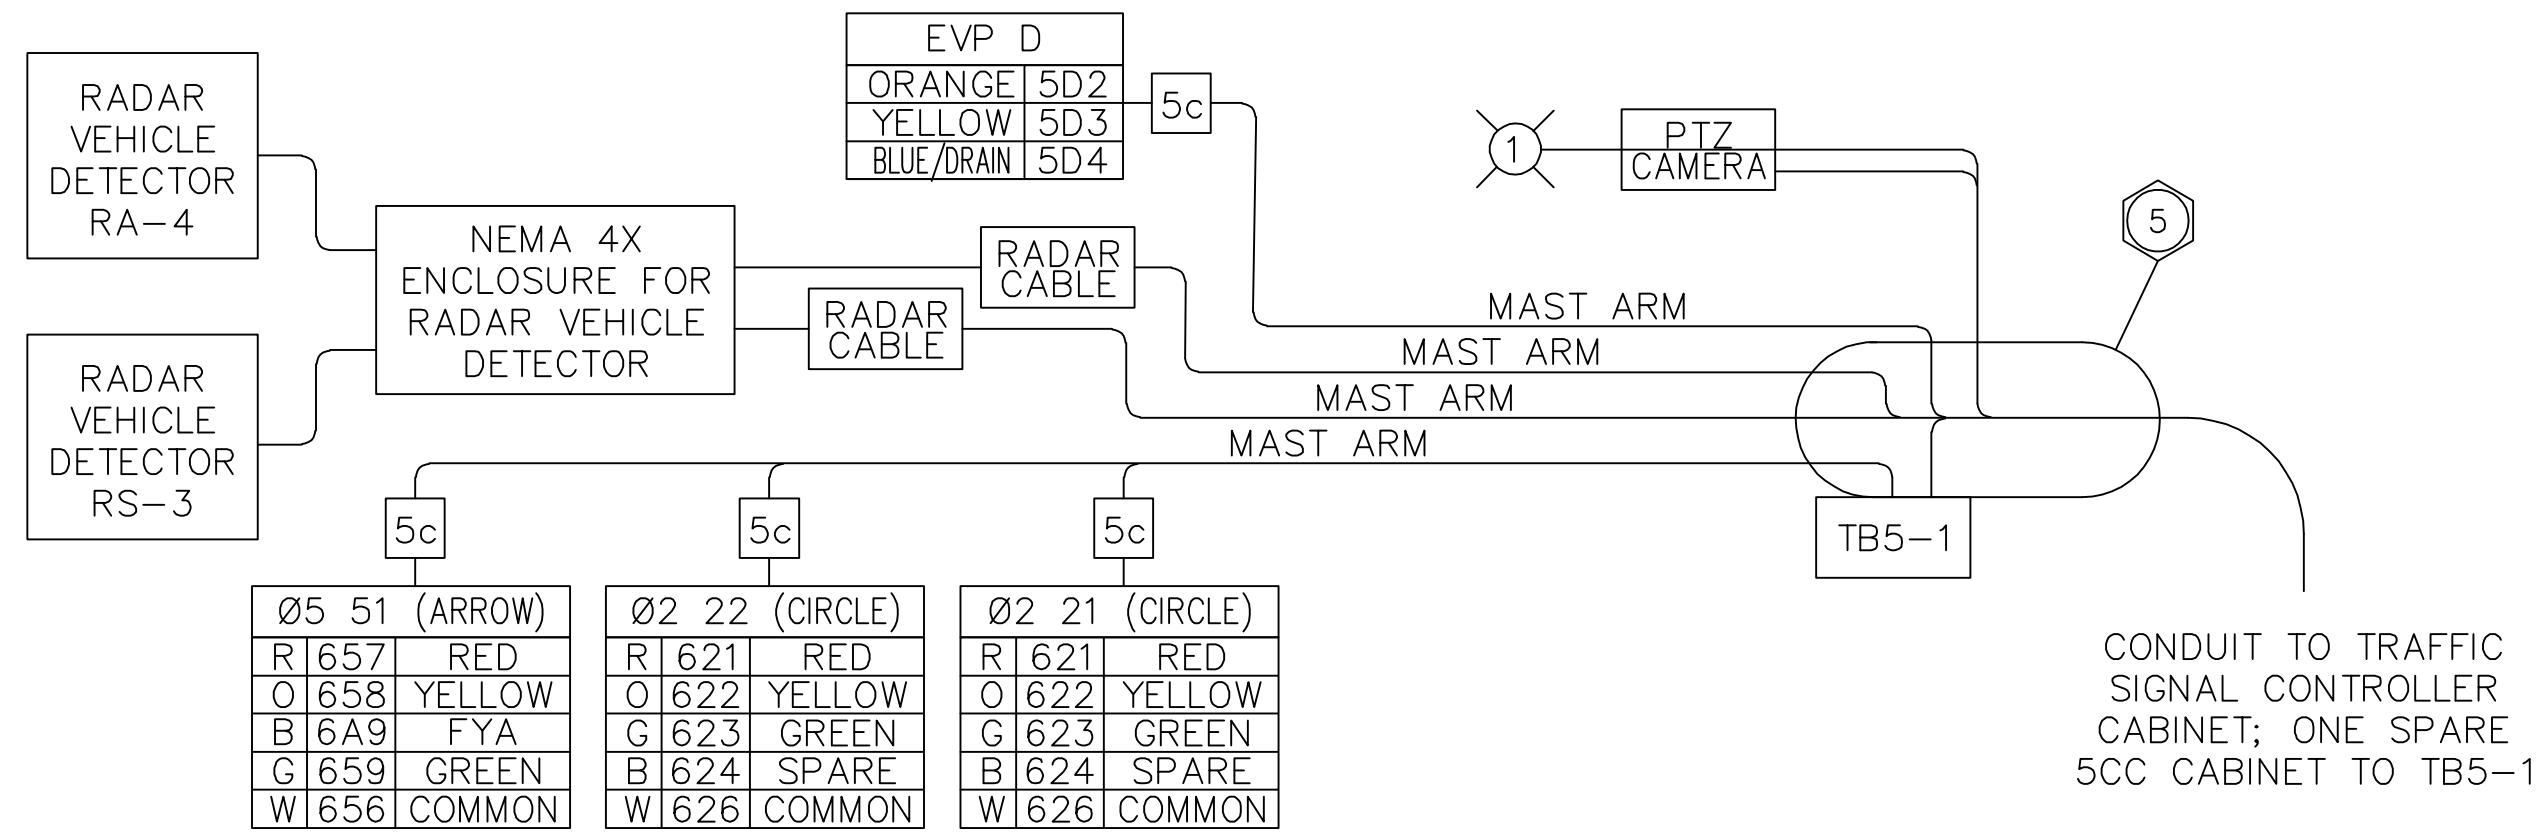 RADAR
VEHICLE
DETECTOR
RA-4
RADAR
VEHICLE
DETECTOR
RS-3
NEMA 4X
ENCLOSURE FOR
RADAR VEHICLE
DETECTOR
EVP D
ORANGE 5D2
YELLOW 5D3
BLUE/DRAIN 5D4
5c
RADAR
CABLE
RADAR
CABLE
1
PTZ
CAMERA
5
MAST ARM
MAST ARM
MAST ARM
MAST ARM
5c
5c
5c
TB5-1
Ø5 51 (ARROW)
R 657 RED
O 658 YELLOW
B 6A9 FYA
G 659 GREEN
W 656 COMMON
Ø2 22 (CIRCLE)
R 621 RED
O 622 YELLOW
G 623 GREEN
B 624 SPARE
W 626 COMMON
Ø2 21 (CIRCLE)
R 621 RED
O 622 YELLOW
G 623 GREEN
B 624 SPARE
W 626 COMMON
CONDUIT TO TRAFFIC
SIGNAL CONTROLLER
CABINET; ONE SPARE
5CC CABINET TO TB5-1